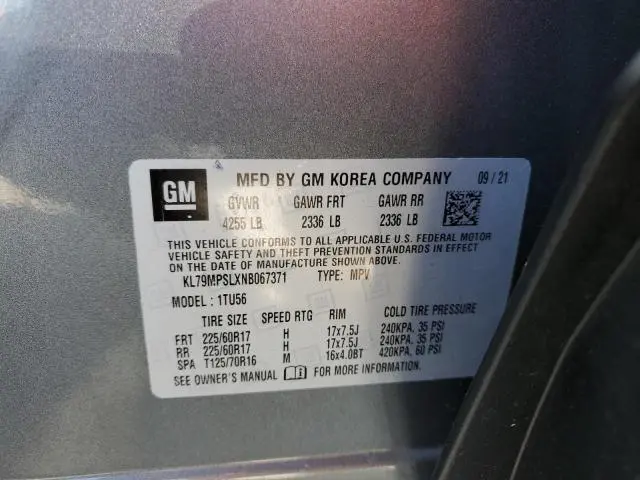 GM MFD BY GM KOREA COMPANY 09/21
GVWR GAWR FRT GAWR RR
4255 LB 2336 LB 2336 LB
THIS VEHICLE CONFORMS TO ALL APPLICABLE U.S. FEDERAL MOTOR
VEHICLE SAFETY AND THEFT PREVENTION STANDARDS IN EFFECT
ON THE DATE OF MANUFACTURE SHOWN ABOVE.
KL79MPSLXNB067371 TYPE: MPV
MODEL: 1TU56
TIRE SIZE SPEED RTG RIM COLD TIRE PRESSURE
FRT 225/60R17 H 17x7.5J 240KPA, 35 PSI
RR 225/60R17 H 17x7.5J 240KPA, 35 PSI
SPA T125/70R16 M 16x4.0BT 420KPA, 60 PSI
SEE OWNER'S MANUAL FOR MORE INFORMATION.